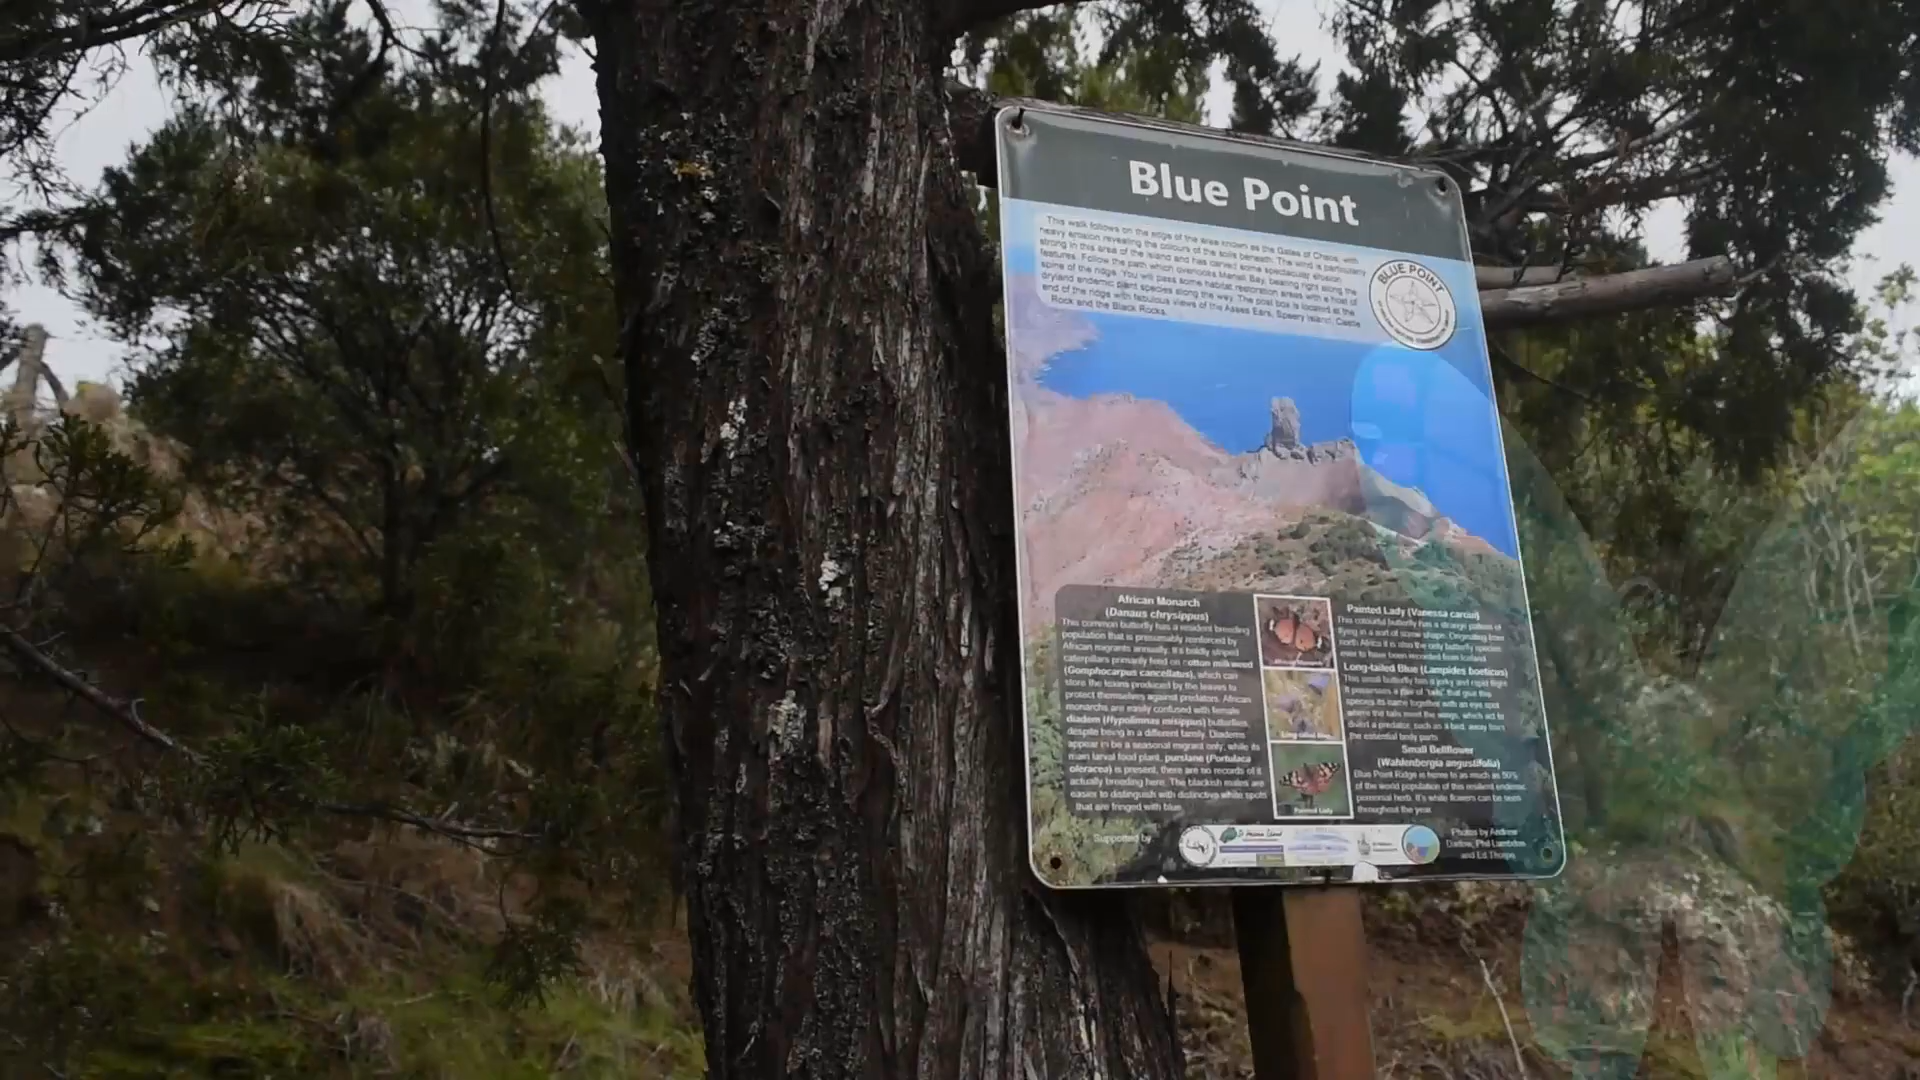 Blue Point
This walk follows on the edge of the area known as the Gates of Chaos, with
heavy erosion revealing the colours of the soils beneath. The wind is particularly
strong in this area of the island and has carved some spectacular erosion
features. Follow the path which overlooks Manati Bay, bearing right along the
spine of the ridge. You will pass some habitat restoration areas with a host of
dryland endemic plant species along the way. The post box is located at the
end of the ridge with fabulous views of the Asses Ears, Speery Island, Castle
Rock and the Black Rocks.
BLUE POINT
African Monarch
(Danaus chrysippus)
This common butterfly has a resident breeding
population that is presumably reinforced by
African migrants annually. It's boldly striped
caterpillars primarily feed on cotton milkweed
(Gomphocarpus cancellatus), which can
store the toxins produced by the leaves to
protect themselves against predators. African
monarchs are easily confused with female
diadem (Hypolimnas misippus) butterflies
despite being in a different family. Diadems
appear to be a seasonal migrant only, while its
main larval food plant, purslane (Portulaca
oleracea) is present, there are no records of it
actually breeding here. The blackish males are
easier to distinguish with distinctive white spots
that are fringed with blue.
Painted Lady
Painted Lady (Vanessa carcui)
This colourful butterfly has a strange pattern of
flying in a sort of screw shape. Originating from
north Africa it is also the only butterfly species
ever to have been recorded from Iceland.
Long-tailed Blue (Lampides boeticus)
This small butterfly has a jerky and rapid flight
It possesses a pair of 'tails' that give this
species its name together with an eye spot
where the tails meet the wings, which act to
divert a predator, such as a bird, away from
the essential body parts
Small Bellflower
(Wahlenbergia angustifolia)
Blue Point Ridge is home to as much as 50%
of the world population of this resilient endemic
perennial herb. It's white flowers can be seen
throughout the year.
Supported by
St Helena Island
Photos by Andrew
Darlow, Phil Lambdon
and Ed Thorpe